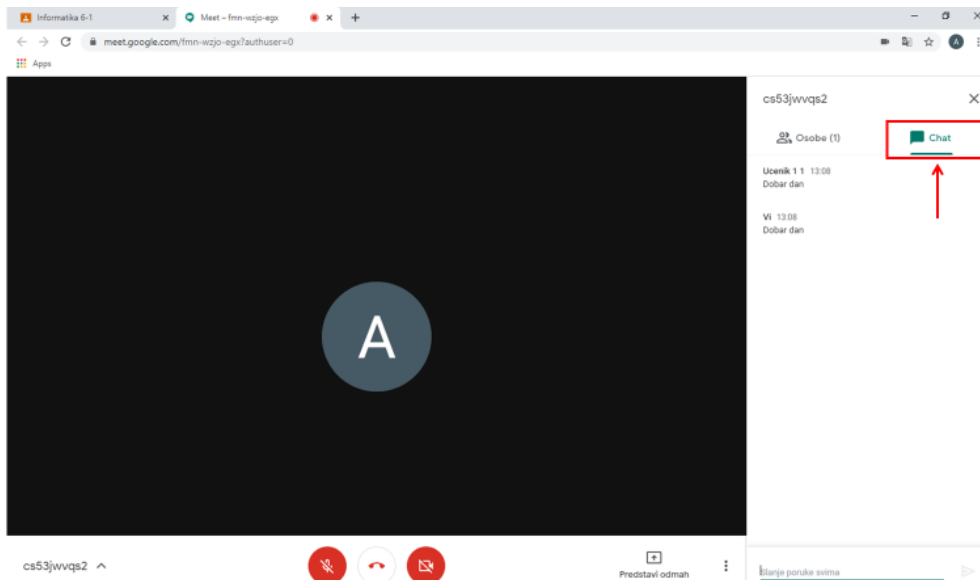 Informatika 6-1
Meet – fmn-wzjo-egx
meet.google.com/fmn-wzjo-egx?authuser=0
A
Apps
cs53jwvqs2
Osobe (1)
Chat
Ucenik 1 1 13:08
Dobar dan
Vi 13:08
Dobar dan
A
cs53jwvqs2
Predstavi odmah
Slanje poruke svima